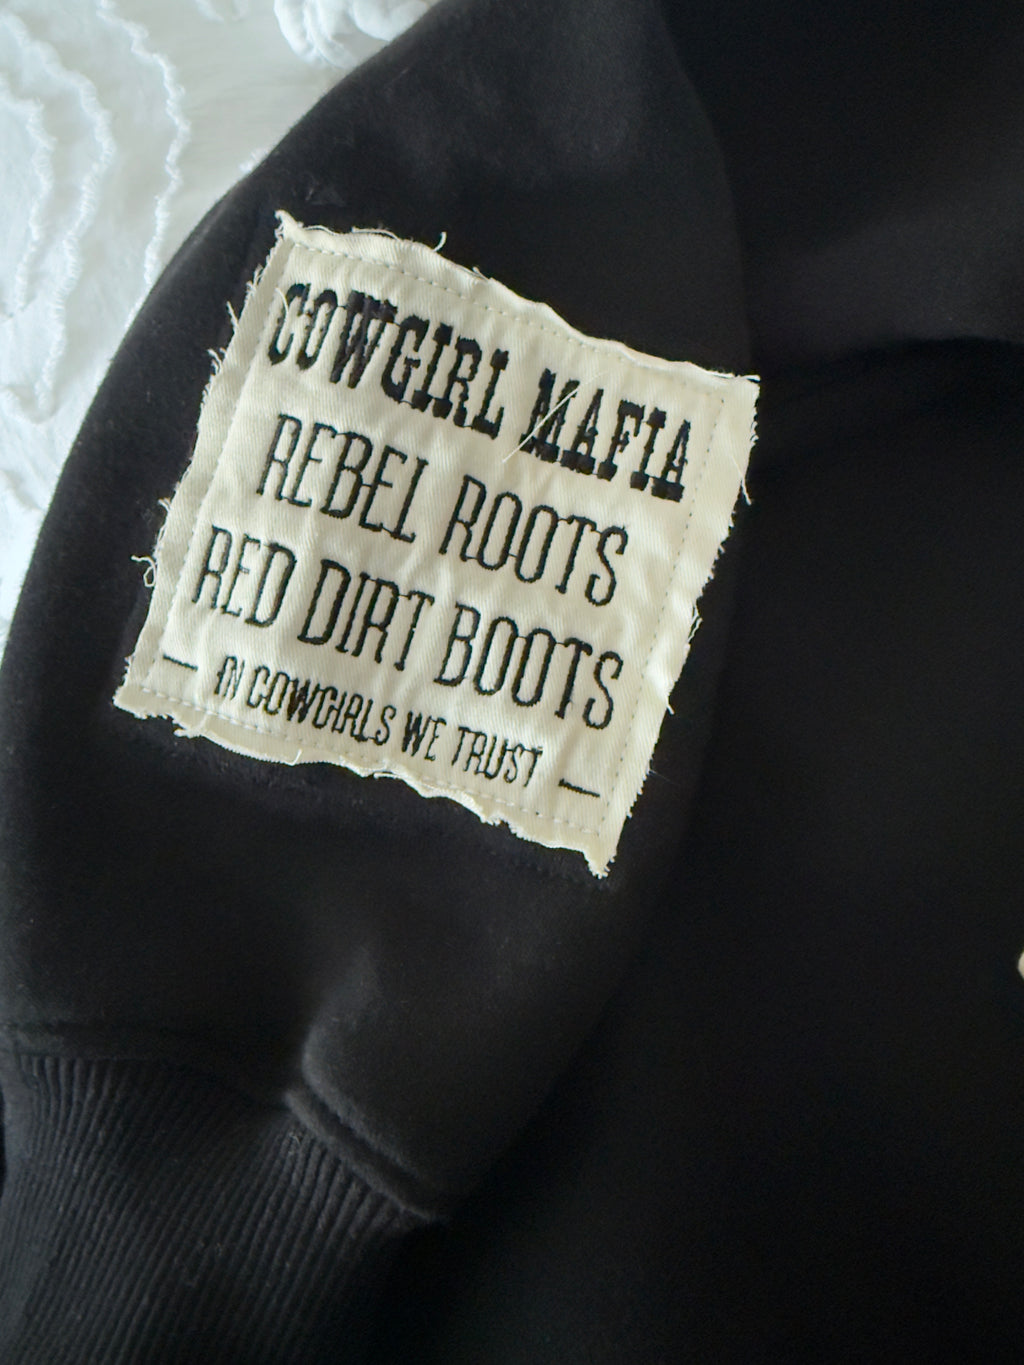 COWGIRL MAFIA
REBEL ROOTS
RED DIRT BOOTS
— IN COWGIRLS WE TRUST —